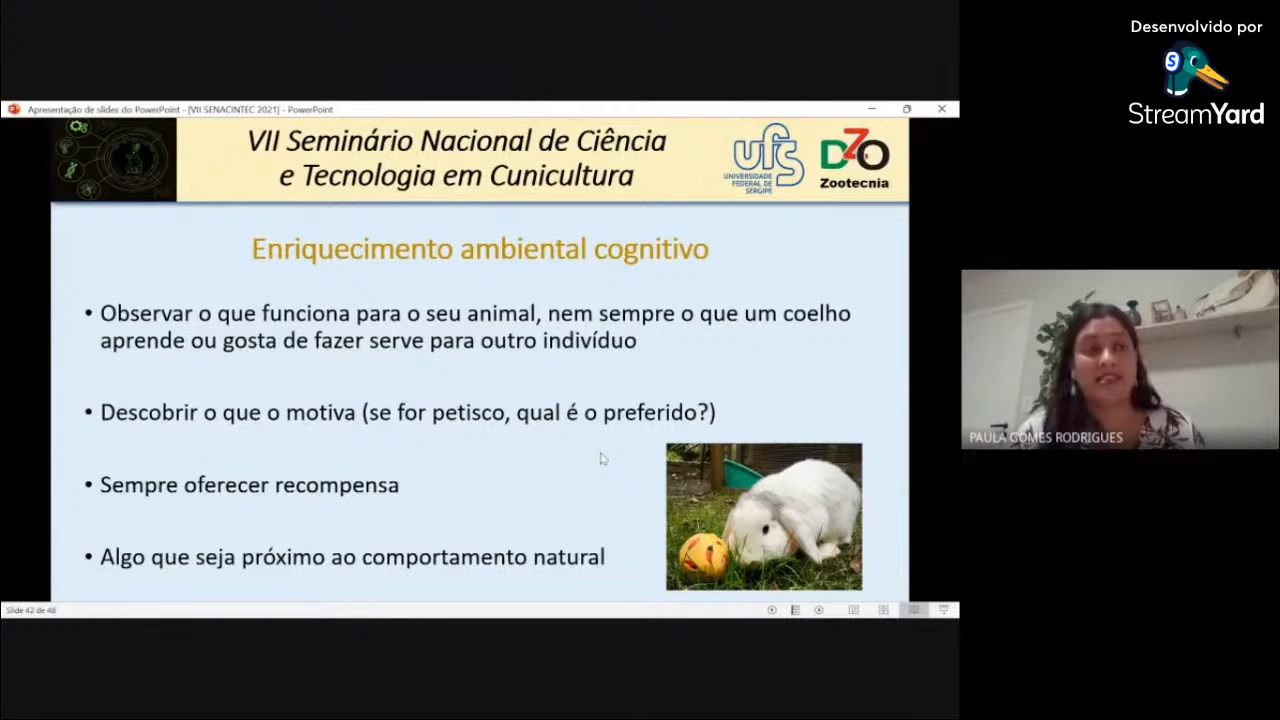 Desenvolvido por
StreamYard
Apresentação de slides do PowerPoint - [VII SENACINTEC 2021] - PowerPoint
VII Seminário Nacional de Ciência
e Tecnologia em Cunicultura
ufs
UNIVERSIDADE
FEDERAL DE
SERGIPE
DZO
Zootecnia
Enriquecimento ambiental cognitivo
• Observar o que funciona para o seu animal, nem sempre o que um coelho
aprende ou gosta de fazer serve para outro indivíduo
• Descobrir o que o motiva (se for petisco, qual é o preferido?)
• Sempre oferecer recompensa
• Algo que seja próximo ao comportamento natural
PAULA GOMES RODRIGUES
Slide 42 de 48